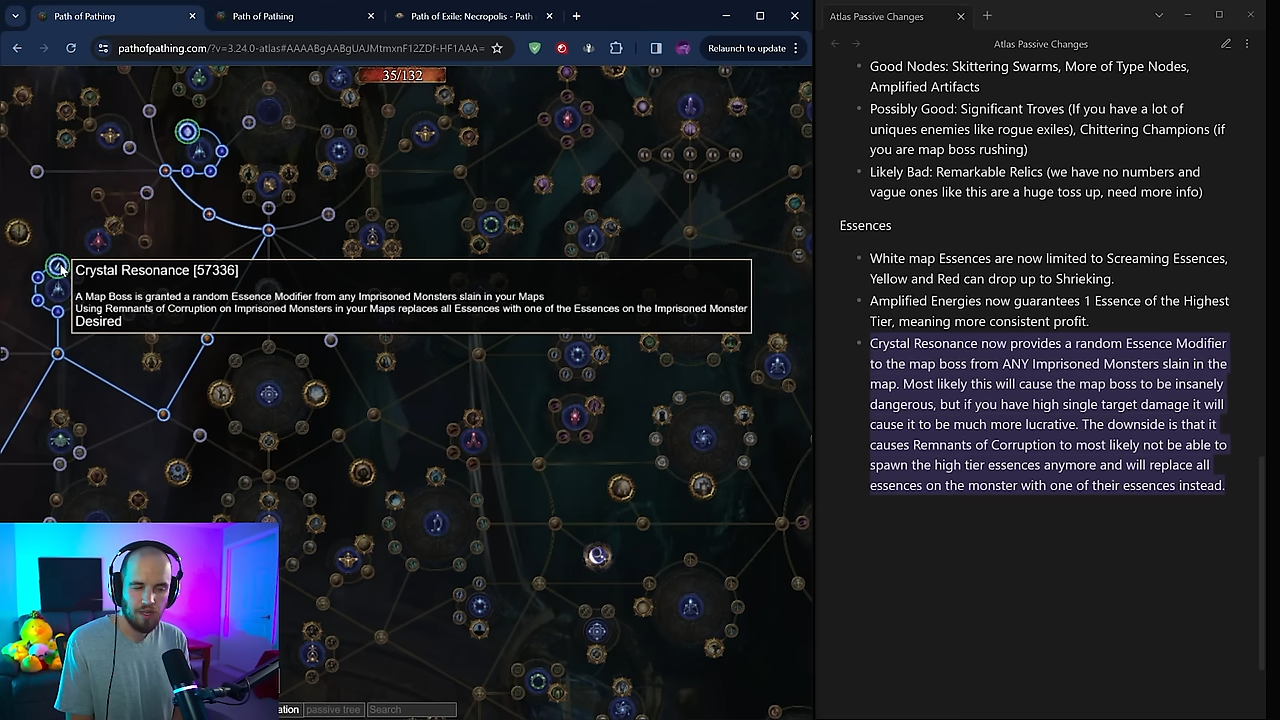 Path of Pathing
Path of Pathing
Path of Exile: Necropolis - Path
pathofpathing.com/?v=3.24.0-atlas#AAAABgAABgUAJMtmxnF12ZDf-HF1AAA=
Relaunch to update
35/132
Crystal Resonance [57336]
A Map Boss is granted a random Essence Modifier from any Imprisoned Monsters slain in your Maps
Using Remnants of Corruption on Imprisoned Monsters in your Maps replaces all Essences with one of the Essences on the Imprisoned Monster
Desired
ation
passive tree
Search
Atlas Passive Changes
Atlas Passive Changes
Good Nodes: Skittering Swarms, More of Type Nodes,
Amplified Artifacts
Possibly Good: Significant Troves (If you have a lot of
uniques enemies like rogue exiles), Chittering Champions (if
you are map boss rushing)
Likely Bad: Remarkable Relics (we have no numbers and
vague ones like this are a huge toss up, need more info)
Essences
White map Essences are now limited to Screaming Essences,
Yellow and Red can drop up to Shrieking.
Amplified Energies now guarantees 1 Essence of the Highest
Tier, meaning more consistent profit.
Crystal Resonance now provides a random Essence Modifier
to the map boss from ANY Imprisoned Monsters slain in the
map. Most likely this will cause the map boss to be insanely
dangerous, but if you have high single target damage it will
cause it to be much more lucrative. The downside is that it
causes Remnants of Corruption to most likely not be able to
spawn the high tier essences anymore and will replace all
essences on the monster with one of their essences instead.